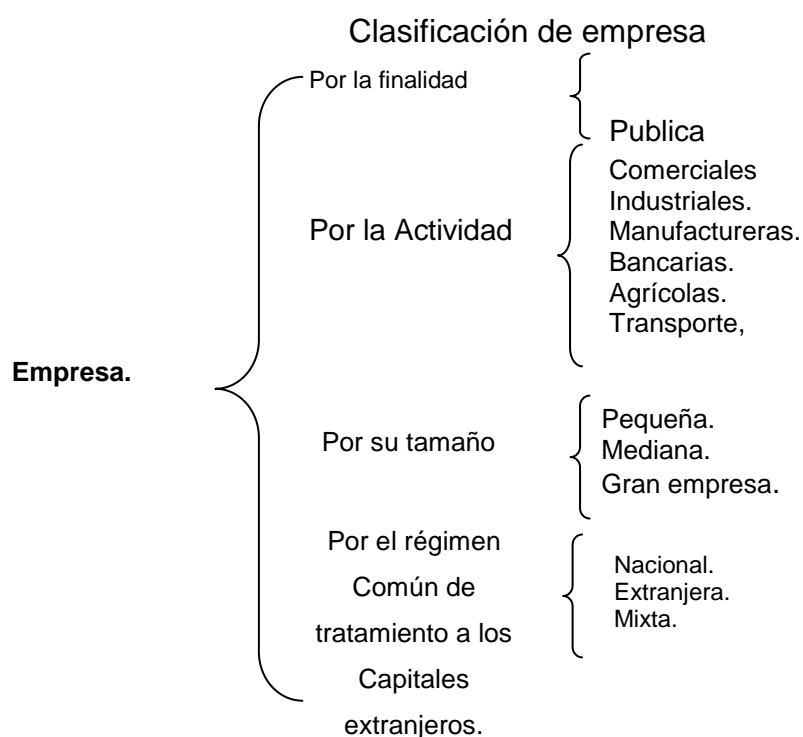 Clasificación de empresa
Por la finalidad
Publica
Por la Actividad
Comerciales
Industriales.
Manufactureras.
Bancarias.
Agrícolas.
Transporte,
Empresa.
Por su tamaño
Pequeña.
Mediana.
Gran empresa.
Por el régimen
Común de
tratamiento a los
Capitales
extranjeros.
Nacional.
Extranjera.
Mixta.